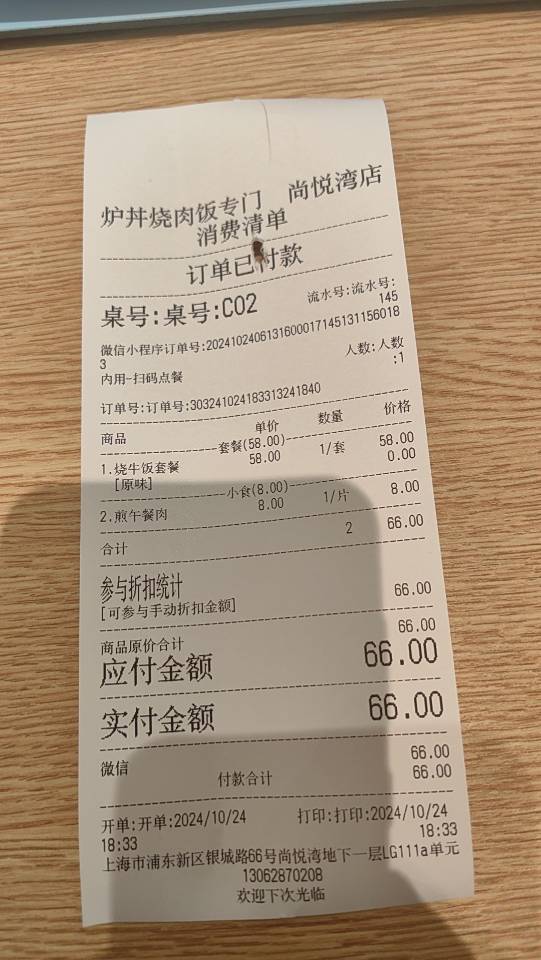 炉丼烧肉饭专门 尚悦湾店
消费清单
订单已付款
桌号:桌号:C02 流水号:流水号:
145
微信小程序订单号:202410240613160001714513115601 8
3
内用-扫码点餐 人数:人数
:1
订单号:订单号:303241024183313241840
商品 单价 数量 价格
套餐(58.00)
1.烧牛饭套餐 58.00 1/套 58.00
[原味] 0.00
小食(8.00)
2.煎午餐肉 8.00 1/片 8.00
合计 2 66.00
参与折扣统计
[可参与手动折扣金额] 66.00
商品原价合计 66.00
应付金额 66.00
实付金额 66.00
微信 66.00
付款合计 66.00
开单:开单:2024/10/24 打印:打印:2024/10/24
18:33 18:33
上海市浦东新区银城路66号尚悦湾地下一层LG111a单元
13062870208
欢迎下次光临